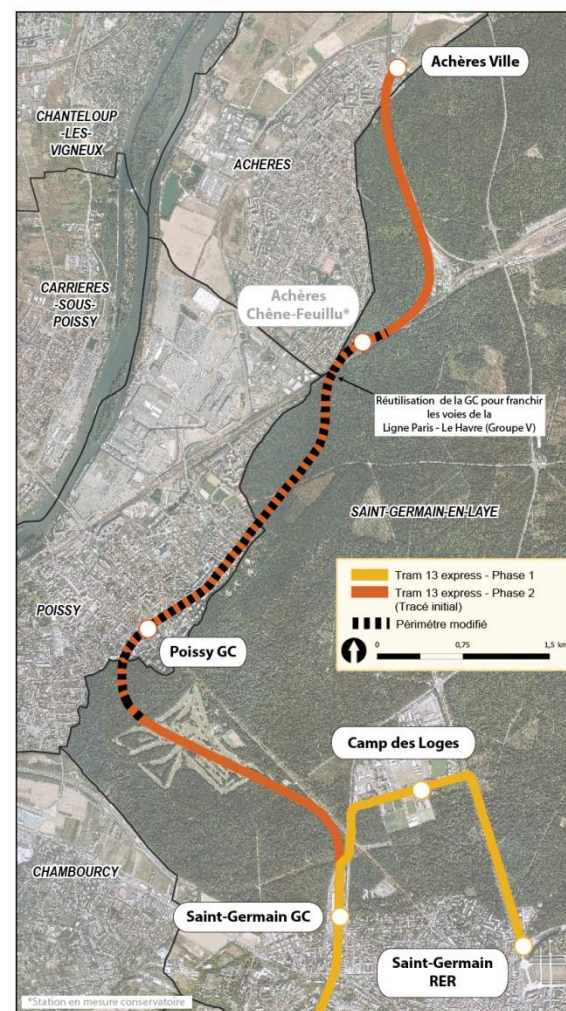 Achères Ville
CHANTELOUP
-LES-
VIGNEUX
ACHERES
CARRIERES
-SOUS-
POISSY
Achères
Chêne-Feuillu*
Réutilisation de la GC pour franchir
les voies de la
Ligne Paris - Le Havre (Groupe V)
SAINT-GERMAIN-EN-LAYE
Tram 13 express - Phase 1
Tram 13 express - Phase 2
(Tracé initial)
Périmétre modifié
0 0,75 1,5 km
POISSY
Poissy GC
Camp des Loges
CHAMBOURCY
Saint-Germain GC
Saint-Germain
RER
*Station en mesure conservatoire